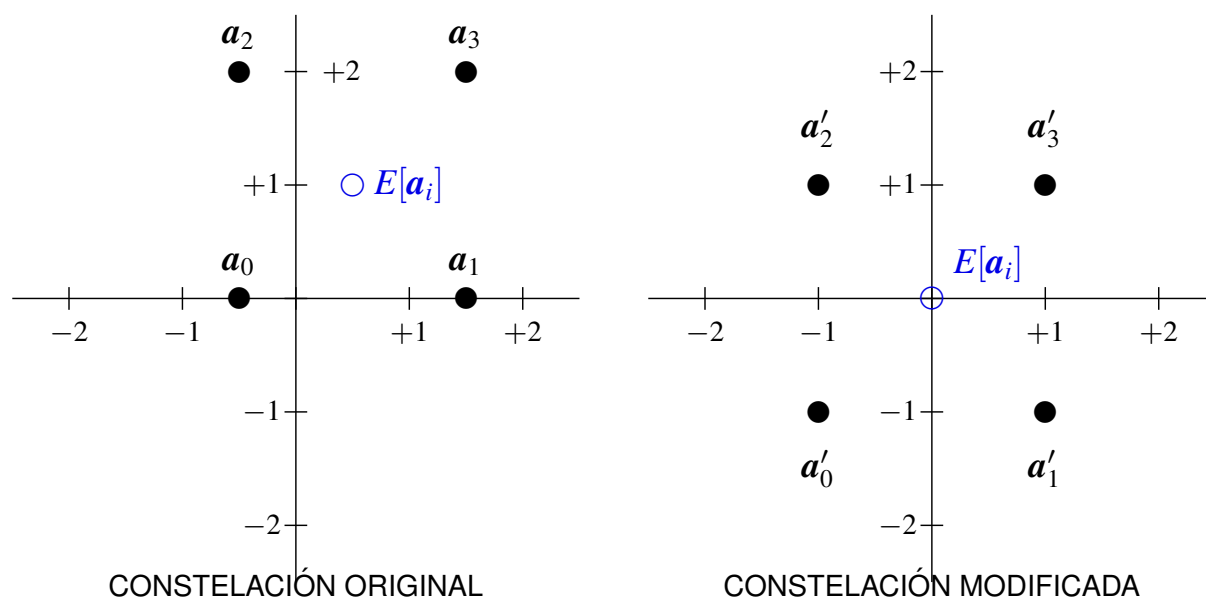 a₂ a₃
+2
+1 E[aᵢ]
a₀ a₁
−2 −1 +1 +2
−1
−2
CONSTELACIÓN ORIGINAL
+2
a′₂ a′₃
+1
E[aᵢ]
−2 −1 +1 +2
−1
a′₀ a′₁
−2
CONSTELACIÓN MODIFICADA